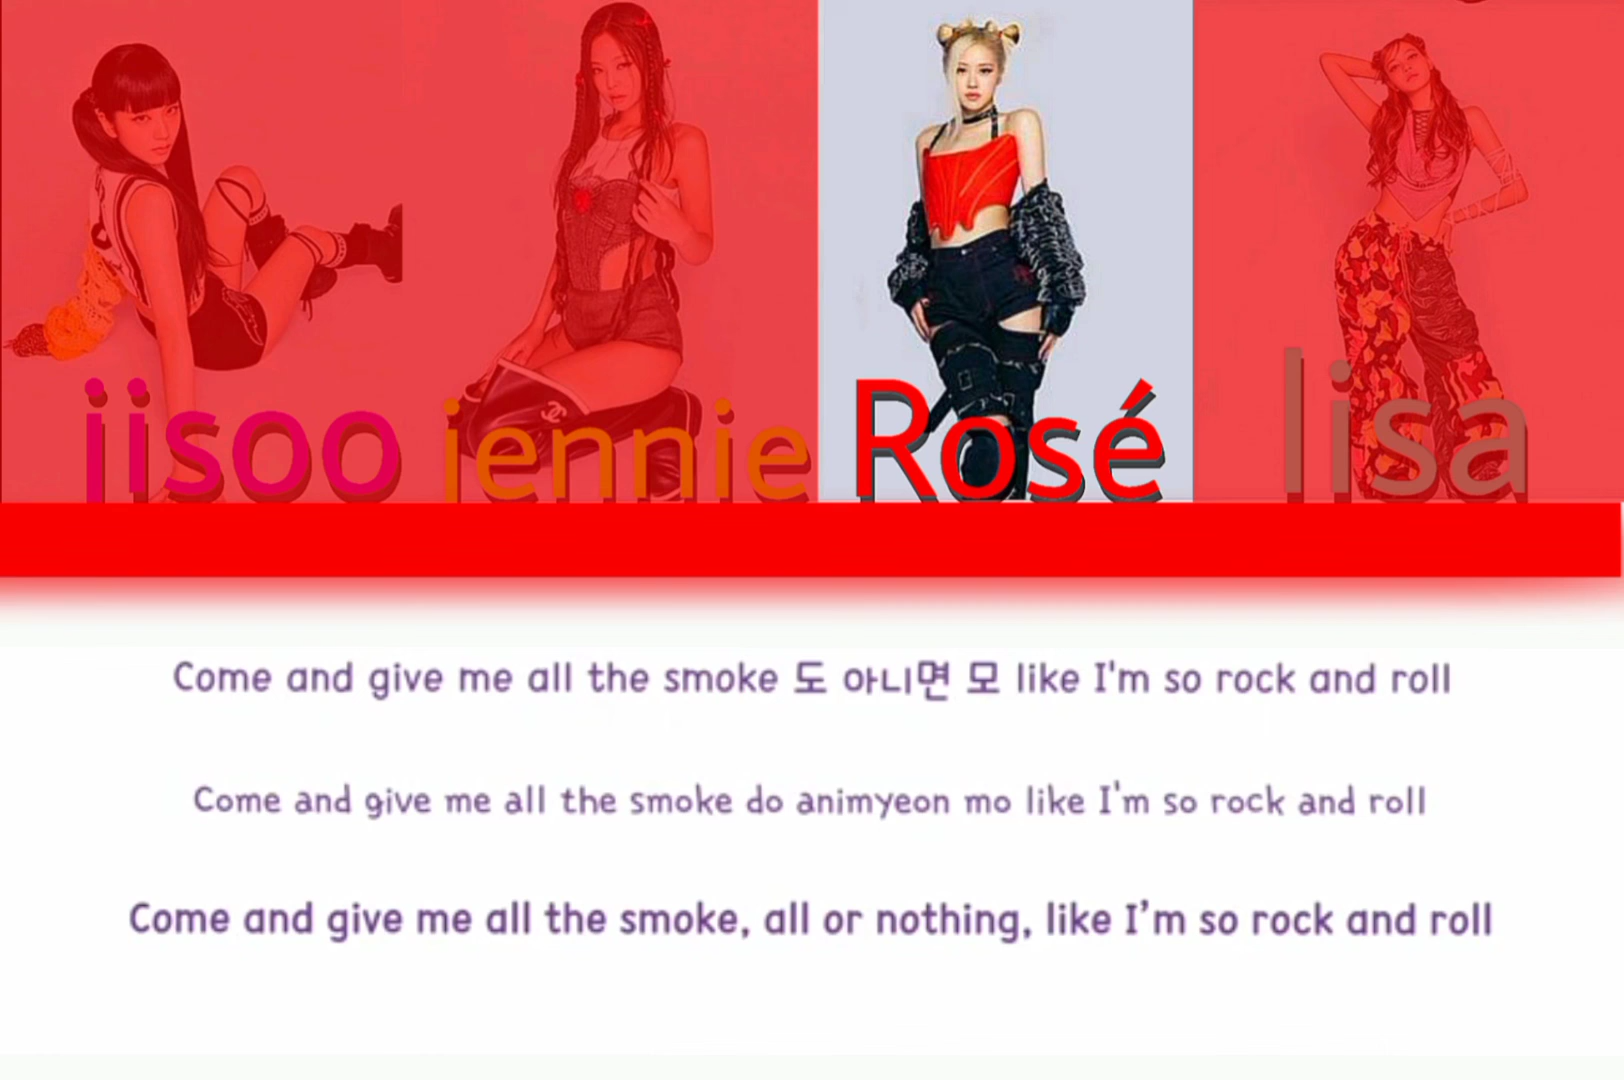 jisoo jennie Rosé lisa
Come and give me all the smoke 도 아니면 모 like I'm so rock and roll
Come and give me all the smoke do animyeon mo like I'm so rock and roll
Come and give me all the smoke, all or nothing, like I’m so rock and roll